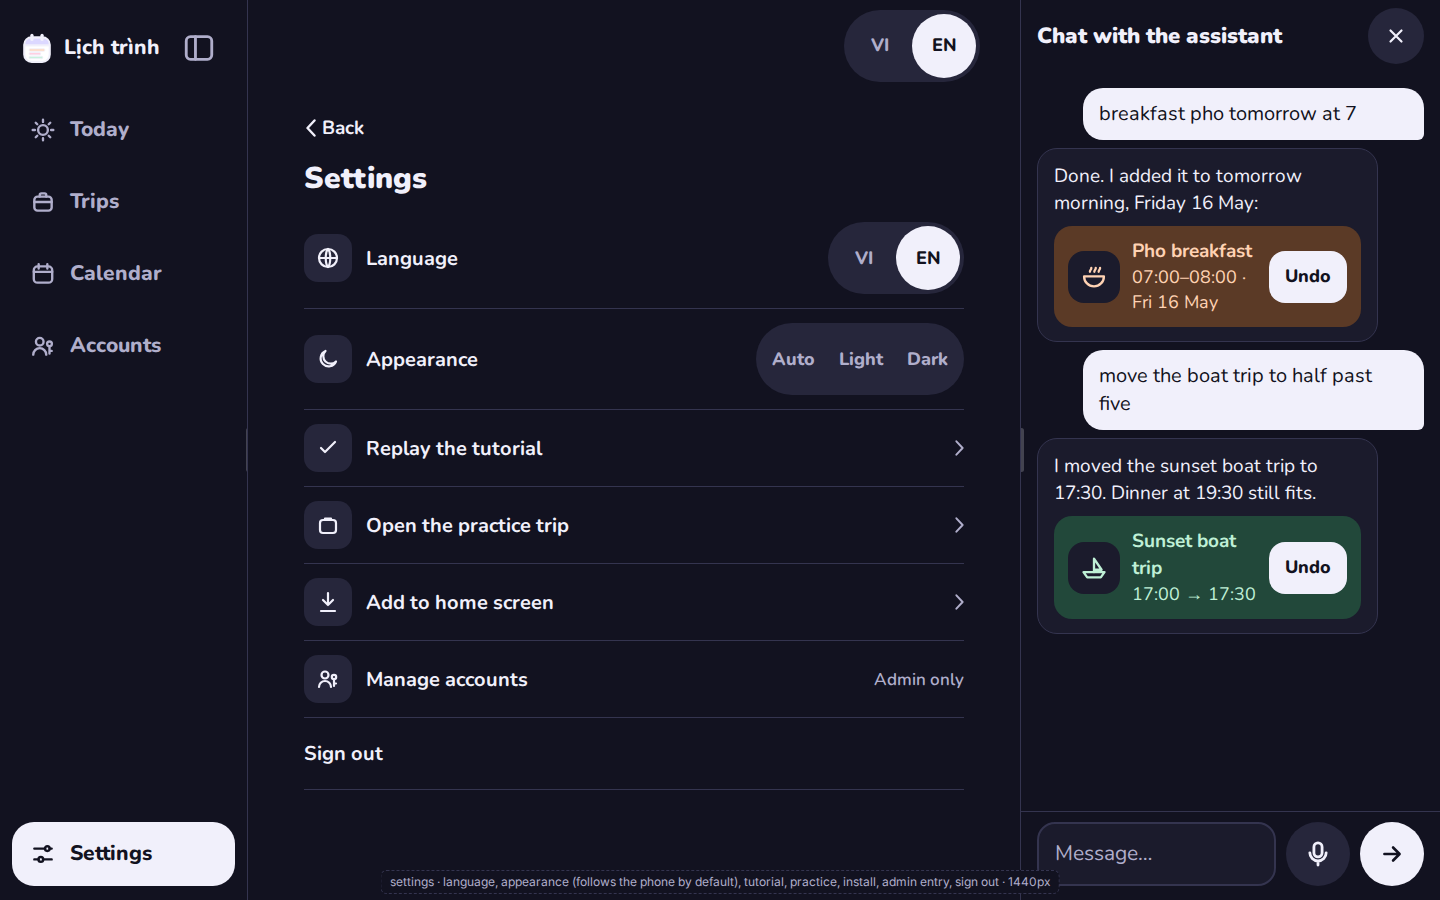 Lịch trình
Today
Trips
Calendar
Accounts
Settings
VI EN
Back
Settings
Language
VI EN
Appearance
Auto Light Dark
Replay the tutorial
Open the practice trip
Add to home screen
Manage accounts
Admin only
Sign out
settings · language, appearance (follows the phone by default), tutorial, practice, install, admin entry, sign out · 1440px
Chat with the assistant
breakfast pho tomorrow at 7
Done. I added it to tomorrow
morning, Friday 16 May:
Pho breakfast
07:00–08:00 ·
Fri 16 May
Undo
move the boat trip to half past
five
I moved the sunset boat trip to
17:30. Dinner at 19:30 still fits.
Sunset boat
trip
17:00 → 17:30
Undo
Message...